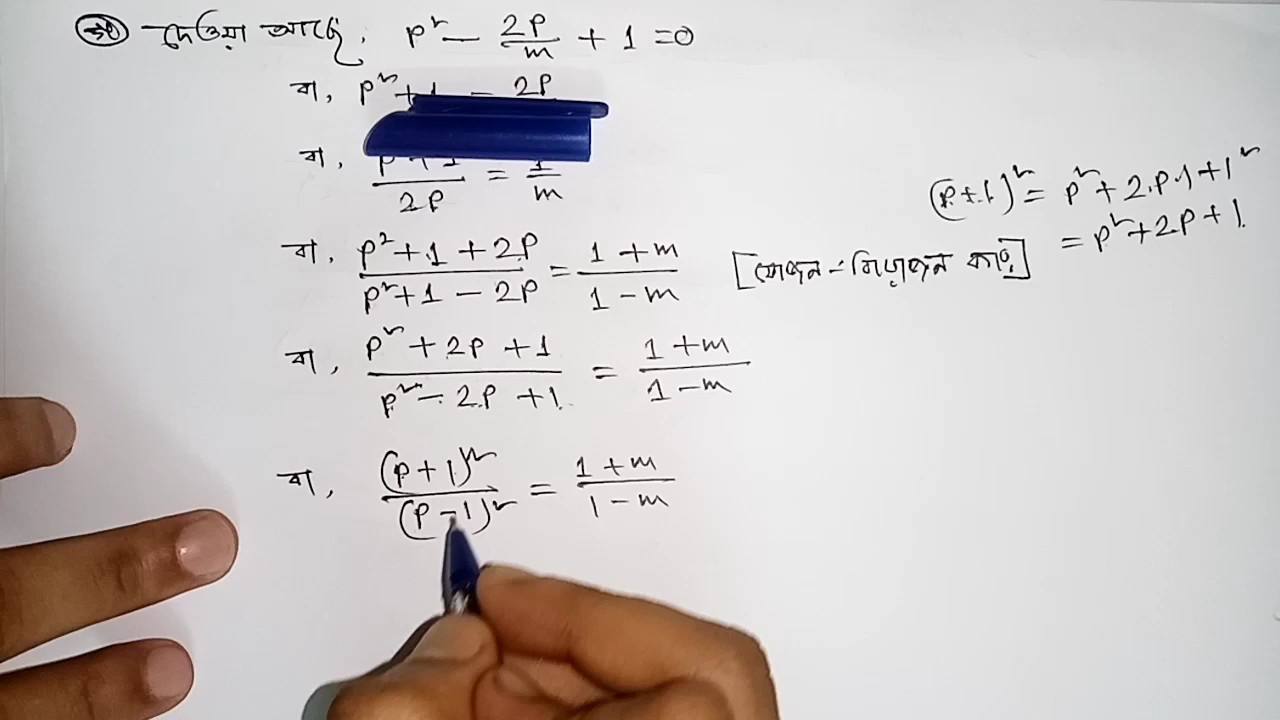 দেওয়া আছে, p² - 2p/m + 1 = 0
বা, p² + 1 = 2p
বা, p² + 1 / 2p = 1/m
(p+1)² = p² + 2.p.1 + 1²
= p² + 2p + 1
বা, p² + 1 + 2p / p² + 1 - 2p = 1+m / 1-m [যোজন-বিয়োজন করে]
বা, p² + 2p + 1 / p² - 2p + 1 = 1+m / 1-m
বা, (p+1)² / (p-1)² = 1+m / 1-m